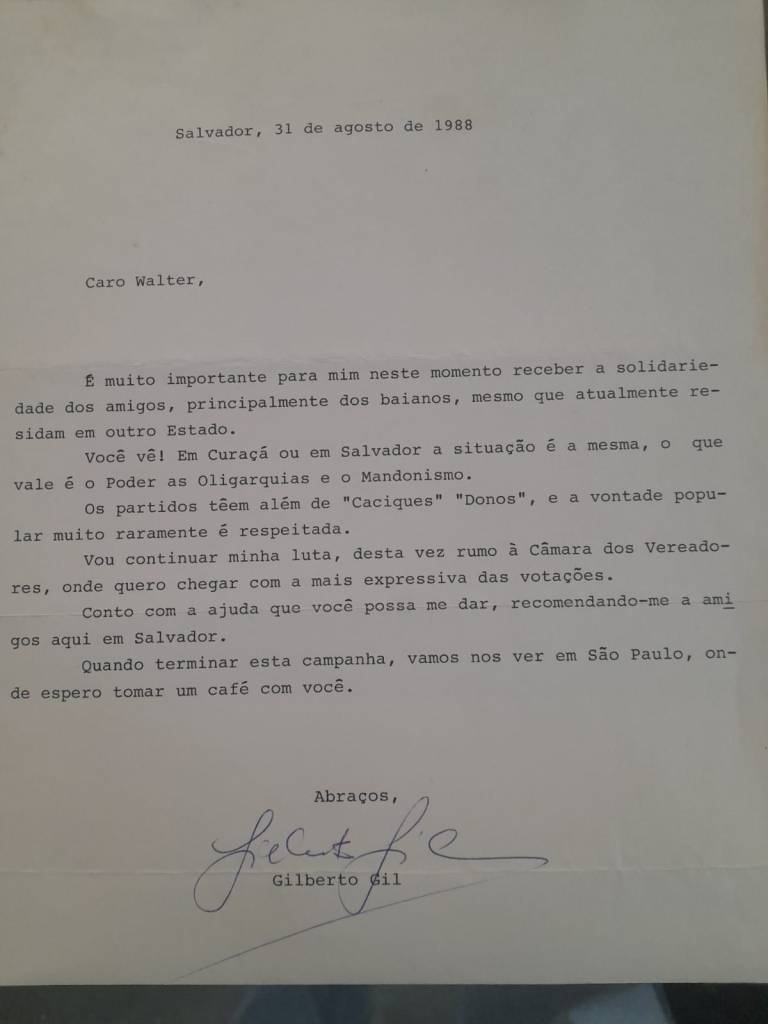 Salvador, 31 de agosto de 1988
Caro Walter,
É muito importante para mim neste momento receber a solidarie-
dade dos amigos, principalmente dos baianos, mesmo que atualmente re-
sidam em outro Estado.
Você vê! Em Curaçá ou em Salvador a situação é a mesma, o que
vale é o Poder as Oligarquias e o Mandonismo.
Os partidos têem além de "Caciques" "Donos", e a vontade popu-
lar muito raramente é respeitada.
Vou continuar minha luta, desta vez rumo à Câmara dos Vereado-
res, onde quero chegar com a mais expressiva das votações.
Conto com a ajuda que você possa me dar, recomendando-me a ami
gos aqui em Salvador.
Quando terminar esta campanha, vamos nos ver em São Paulo, on-
de espero tomar um café com você.
Abraços,
Gilberto Gil
Gilberto Gil